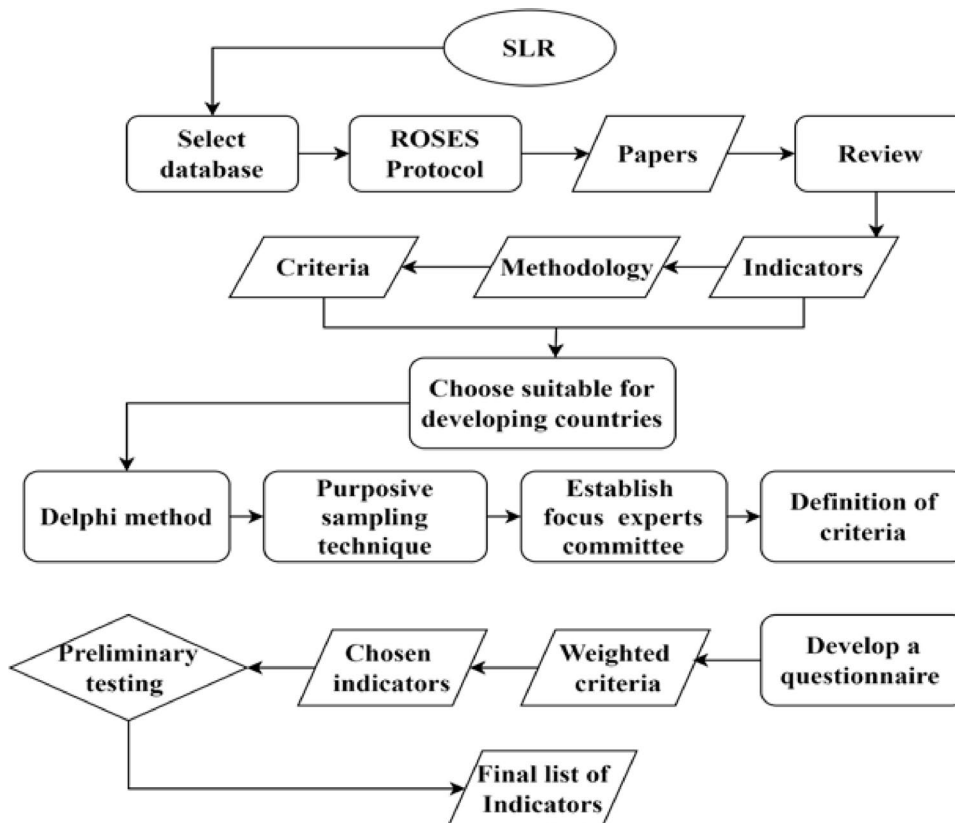 SLR
Select
database
ROSES
Protocol
Papers
Review
Criteria
Methodology
Indicators
Choose suitable for
developing countries
Delphi method
Purposive
sampling
technique
Establish
focus experts
committee
Definition of
criteria
Preliminary
testing
Chosen
indicators
Weighted
criteria
Develop a
questionnaire
Final list of
Indicators